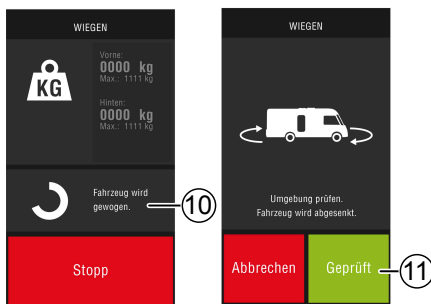 WIEGEN
KG
Vorne:
0000 kg
Max.: 1111 kg
Hinten:
0000 kg
Max.: 1111 kg
Fahrzeug wird
gewogen.
10
Stopp
WIEGEN
Umgebung prüfen.
Fahrzeug wird abgesenkt.
Abbrechen
Geprüft
11